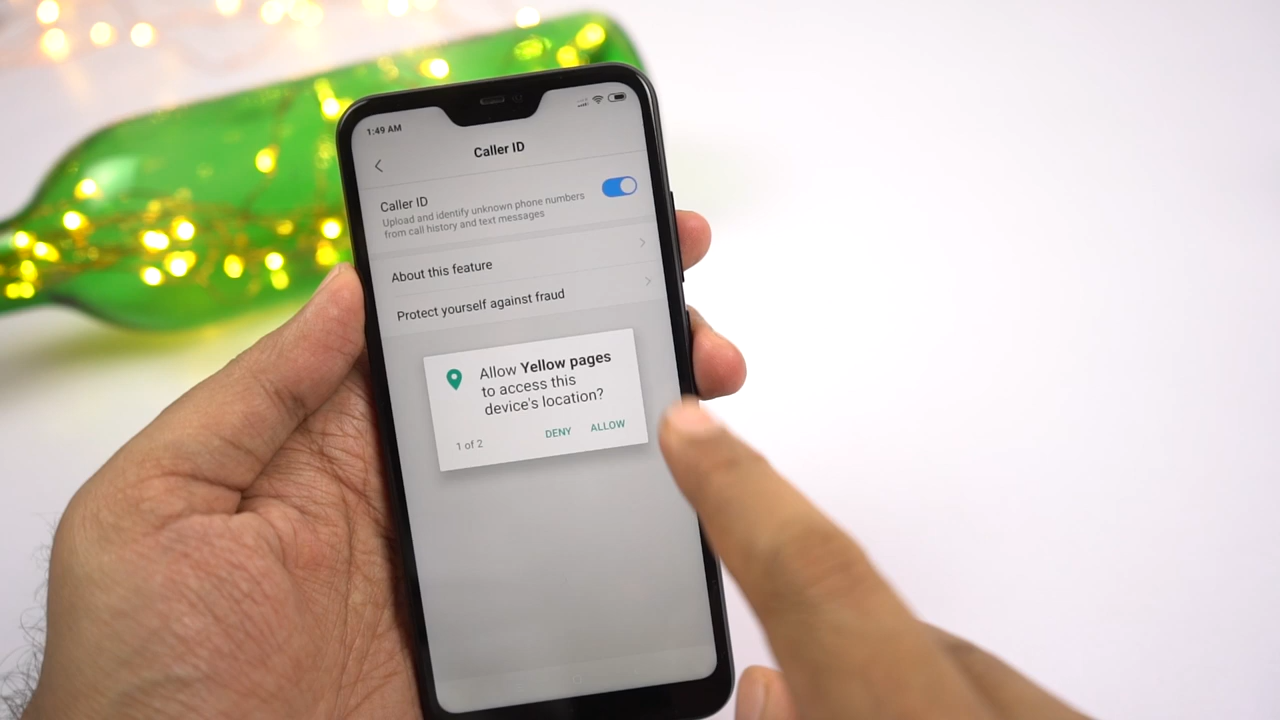 1:49 AM
Caller ID
Caller ID
Upload and identify unknown phone numbers
from call history and text messages
About this feature
Protect yourself against fraud
Allow Yellow pages
to access this
device's location?
1 of 2
DENY
ALLOW